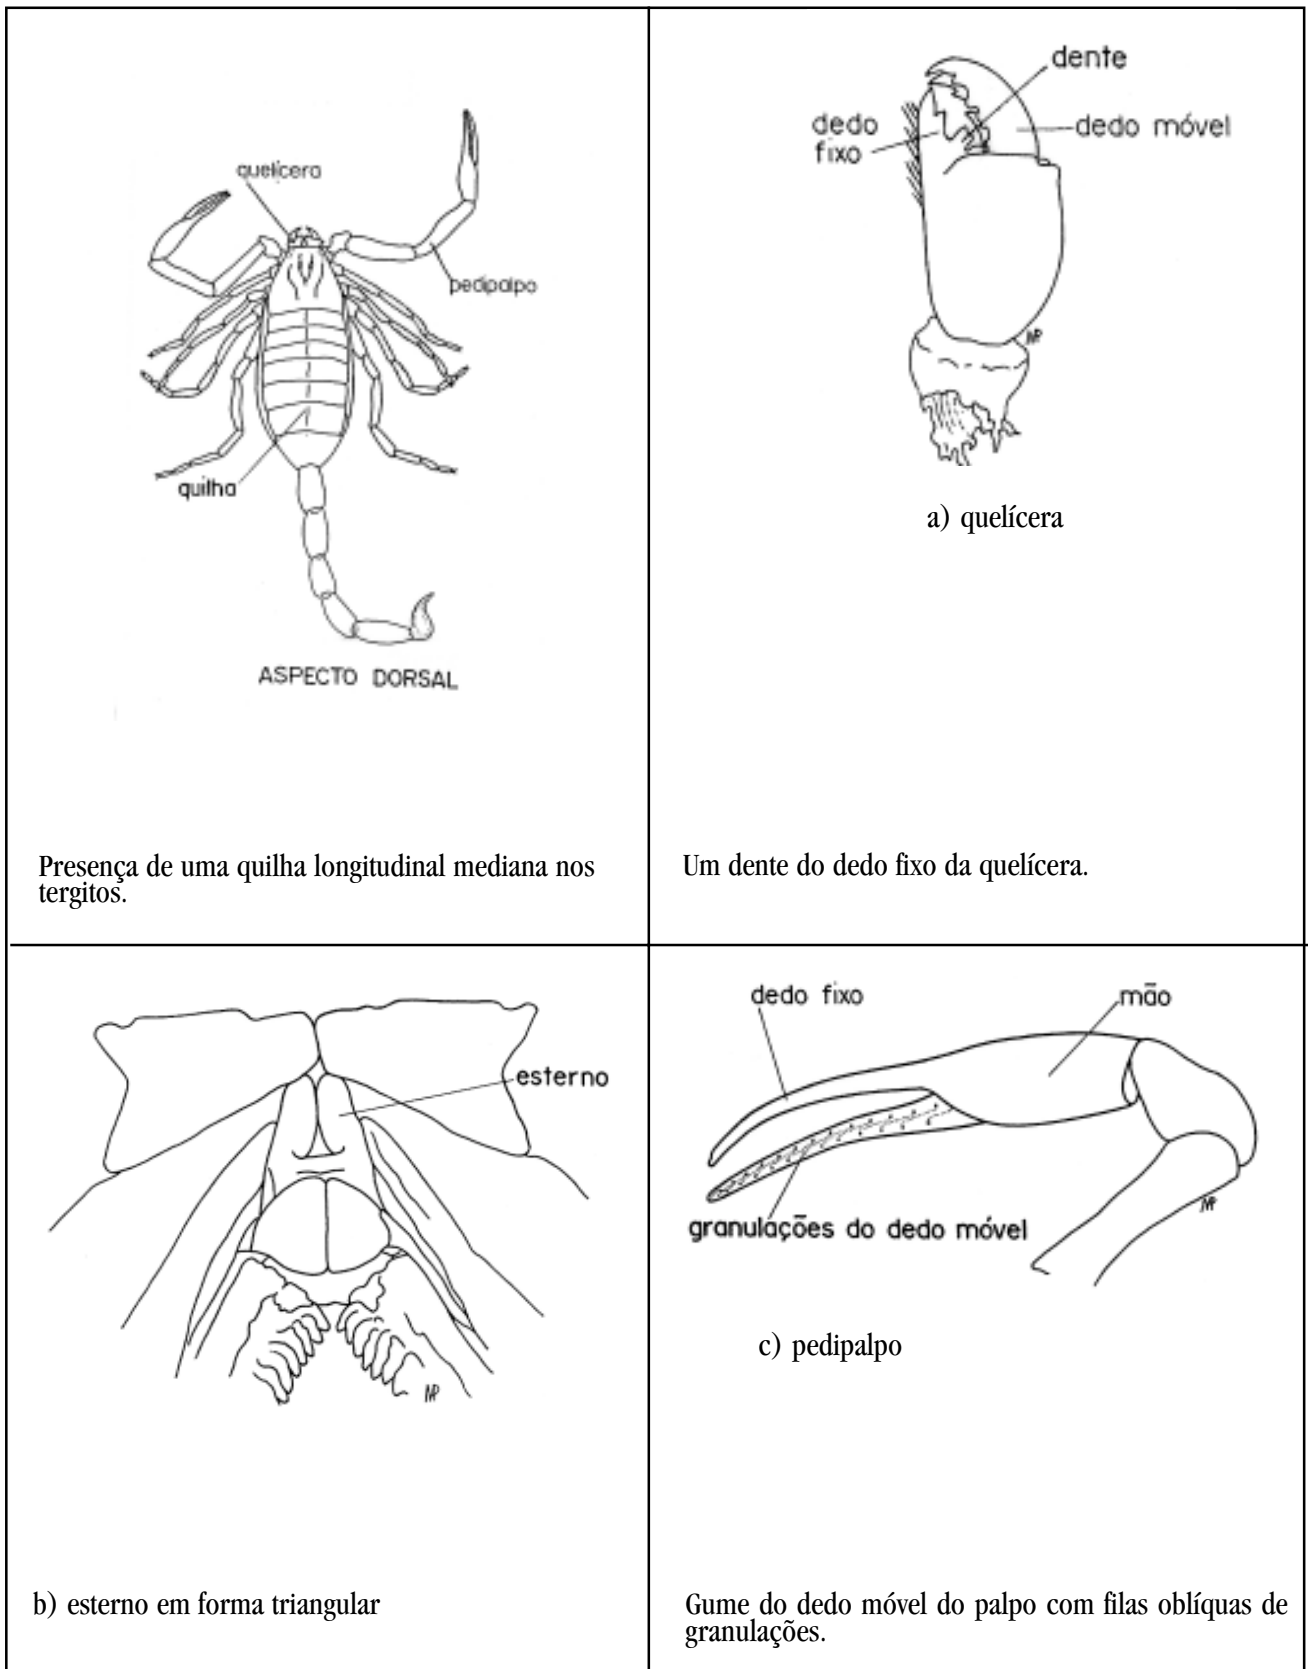 quelícera
pedipalpo
quilha
ASPECTO DORSAL
Presença de uma quilha longitudinal mediana nos
tergitos.
dente
dedo
fixo
dedo móvel
a) quelícera
Um dente do dedo fixo da quelícera.
esterno
b) esterno em forma triangular
dedo fixo
mão
granulações do dedo móvel
c) pedipalpo
Gume do dedo móvel do palpo com filas oblíquas de
granulações.